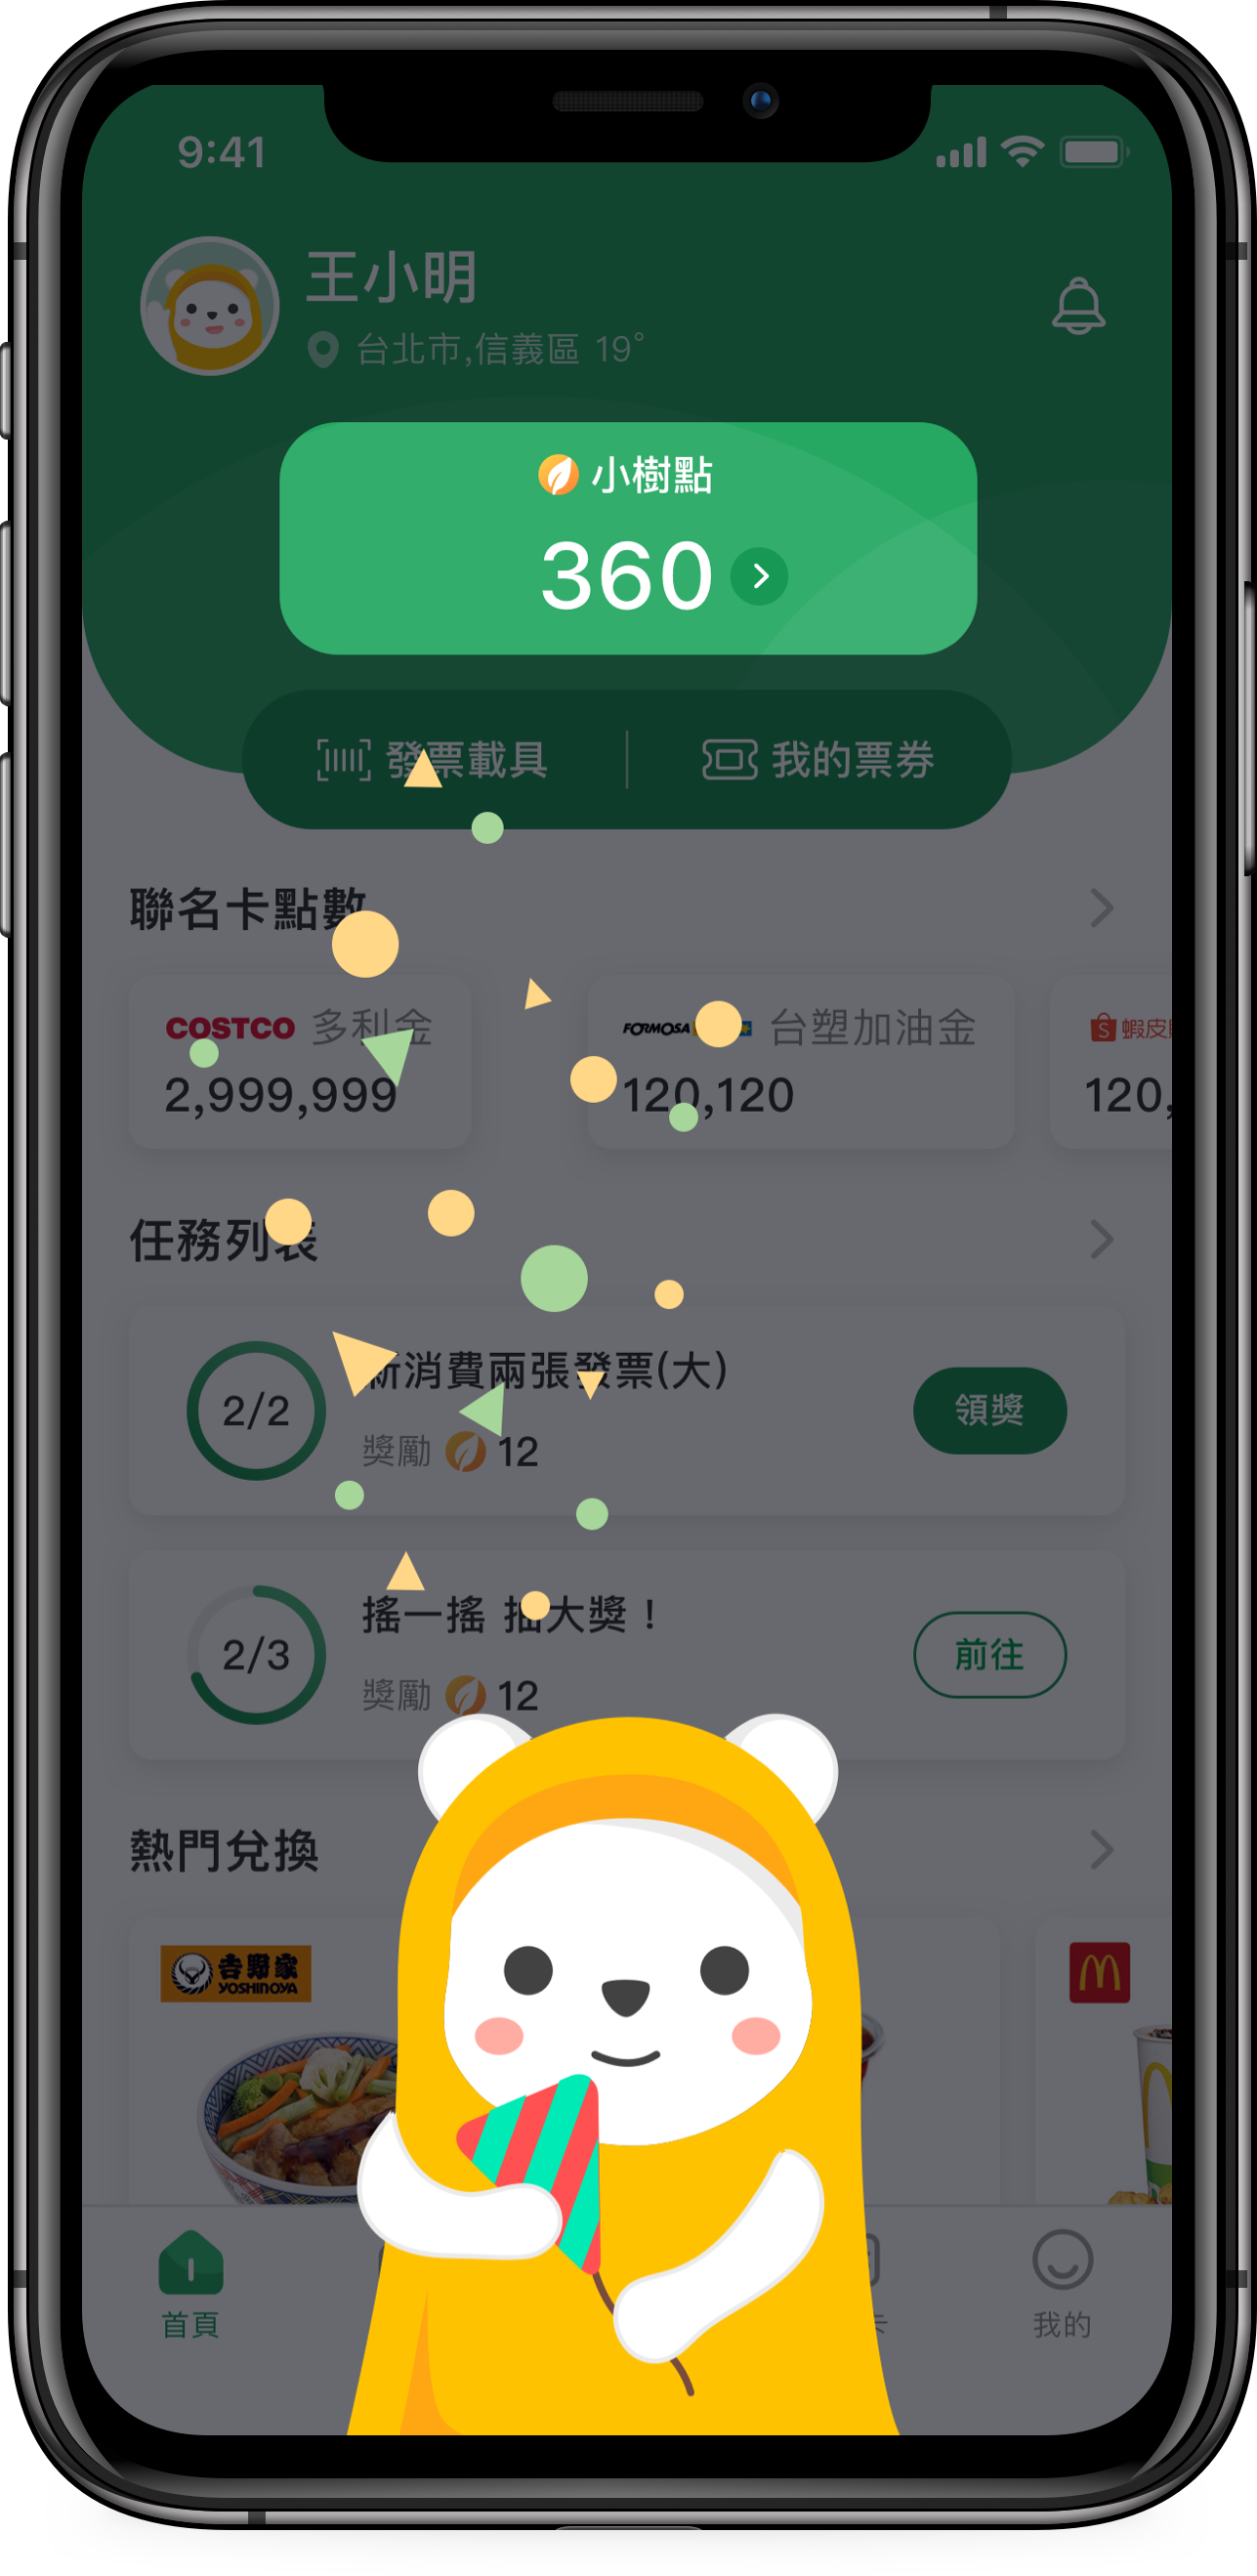 9:41
王小明
台北市,信義區 19°
小樹點
360
發票載具
我的票券
聯名卡點數
COSTCO 多利金
2,999,999
FORMOSA 台塑加油金
120,120
蝦皮
120,
任務列表
2/2
新消費兩張發票(大)
獎勵 12
領獎
2/3
搖一搖 抽大獎！
獎勵 12
前往
熱門兌換
吉野家
YOSHINOYA
首頁
卡
我的